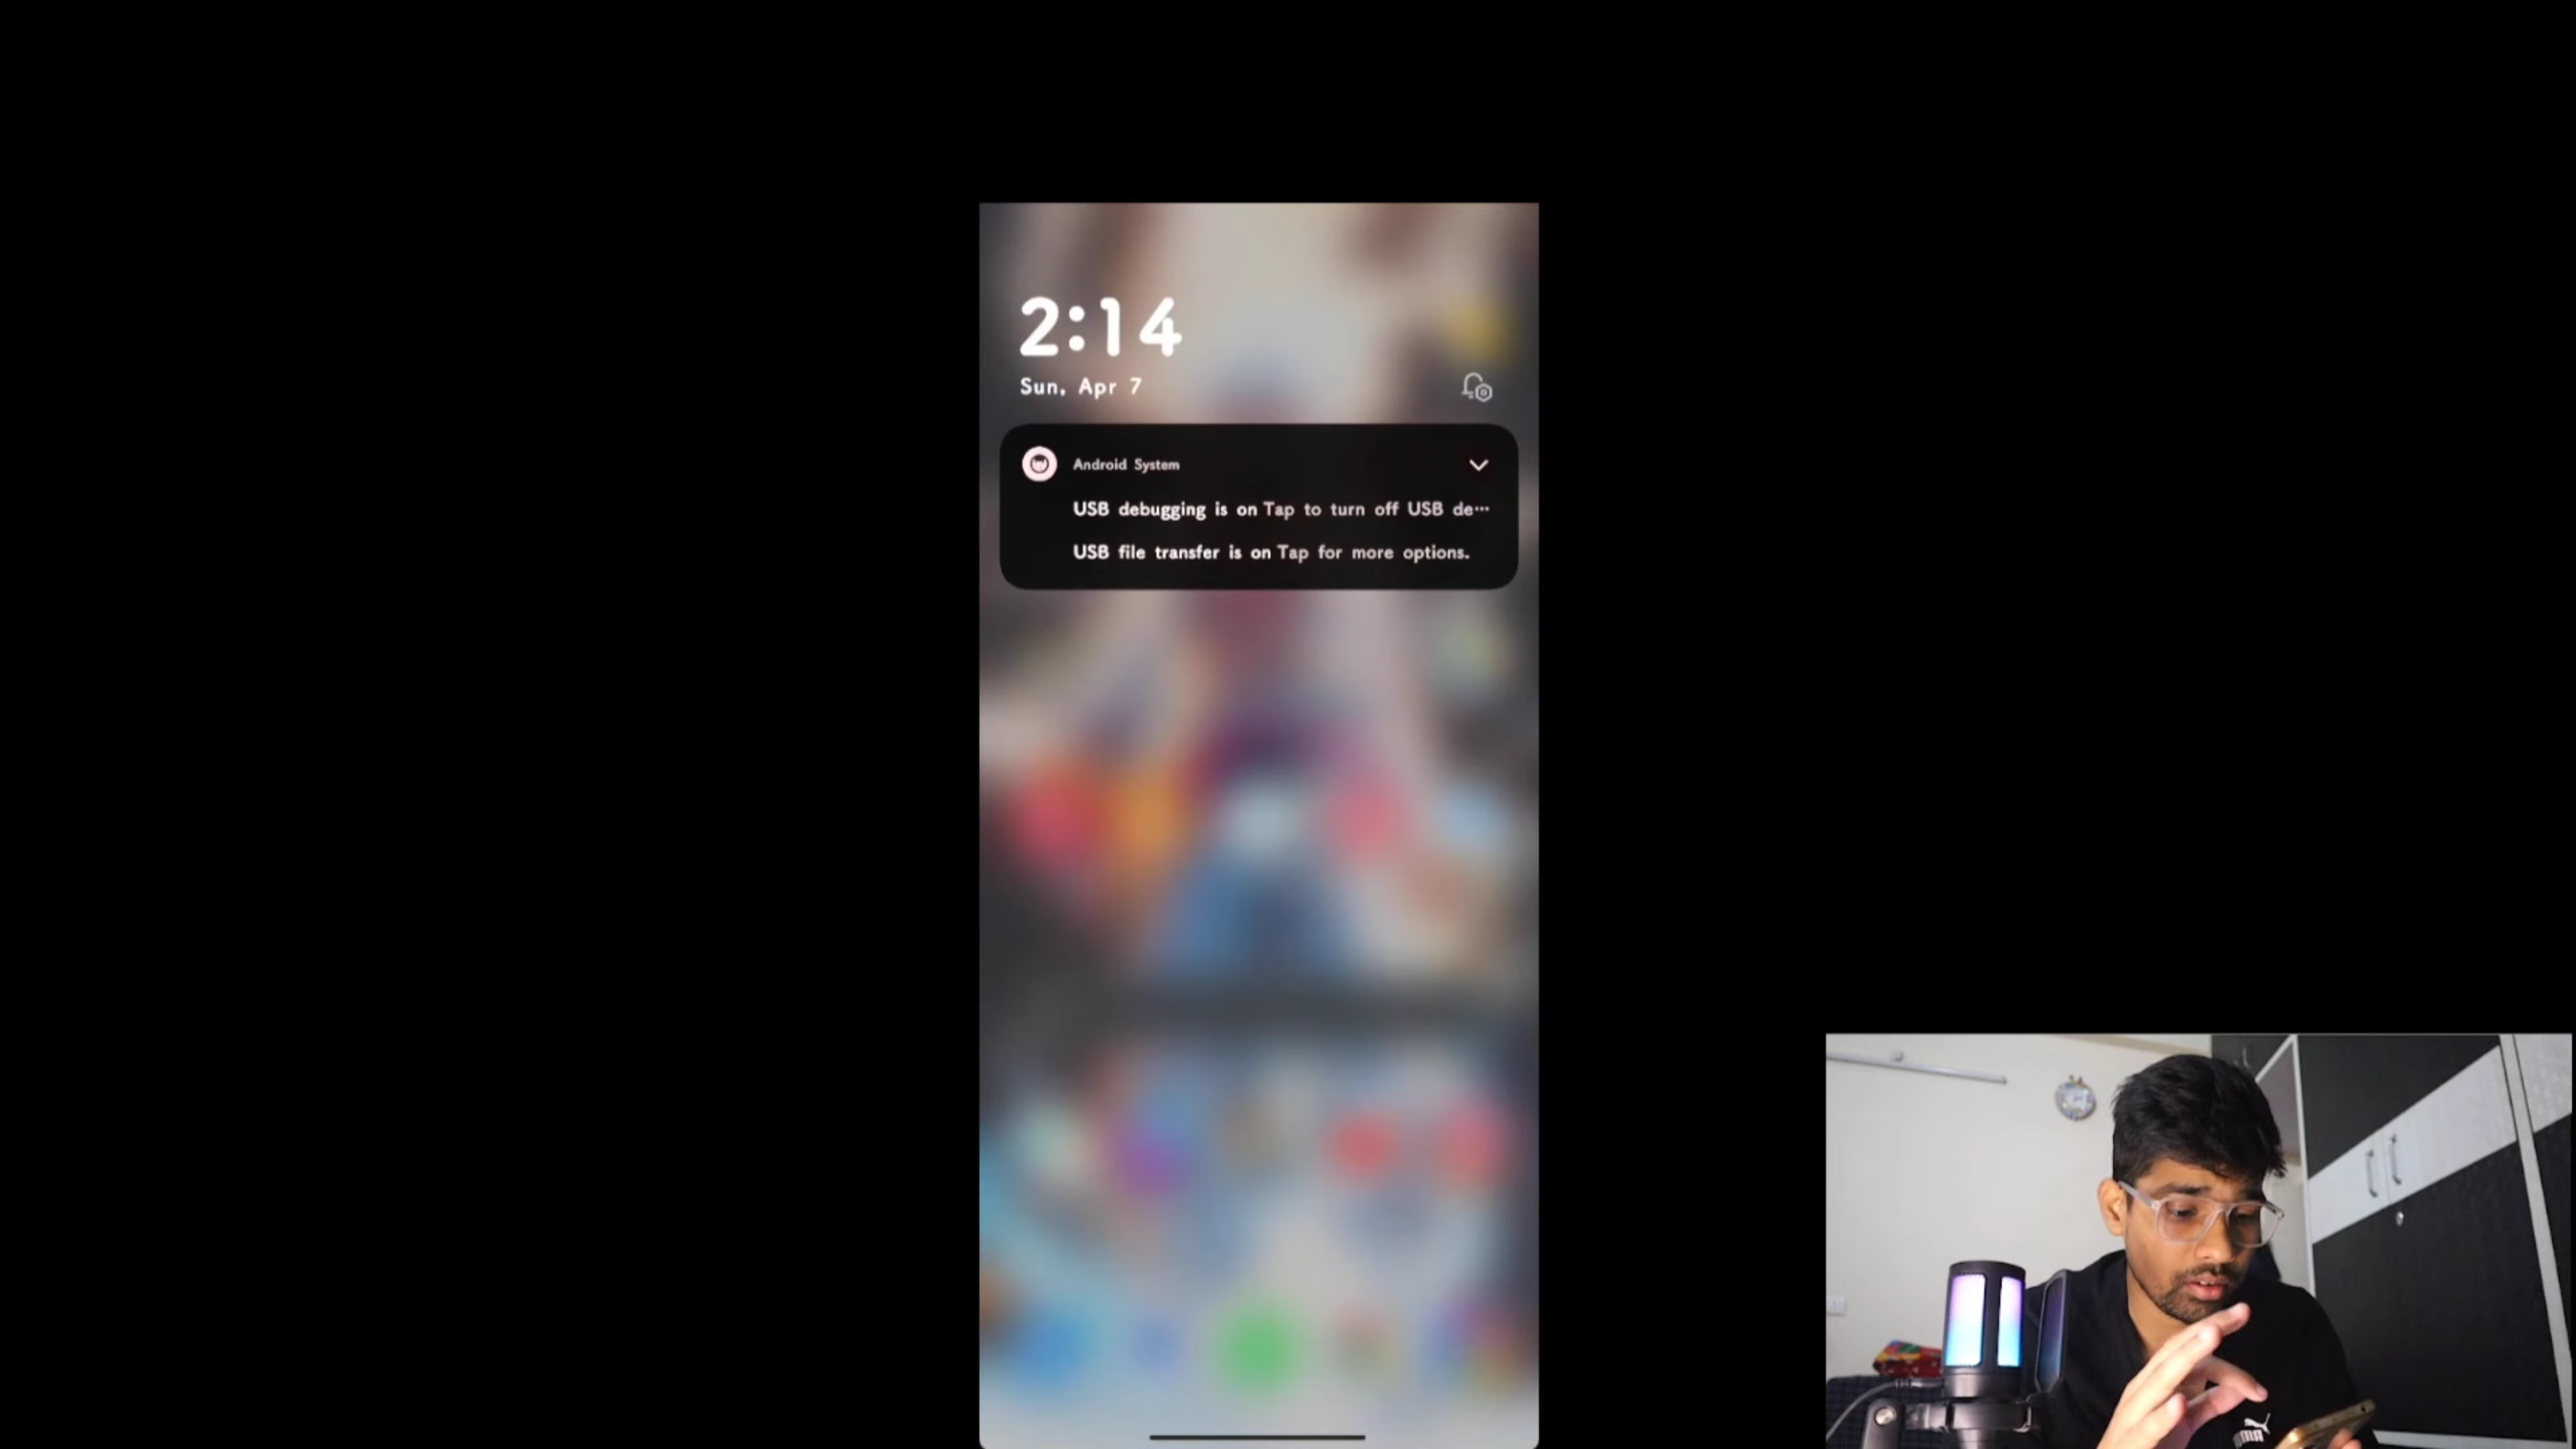 2:14
Sun, Apr 7
Android System
USB debugging is on Tap to turn off USB de…
USB file transfer is on Tap for more options.
PUMA